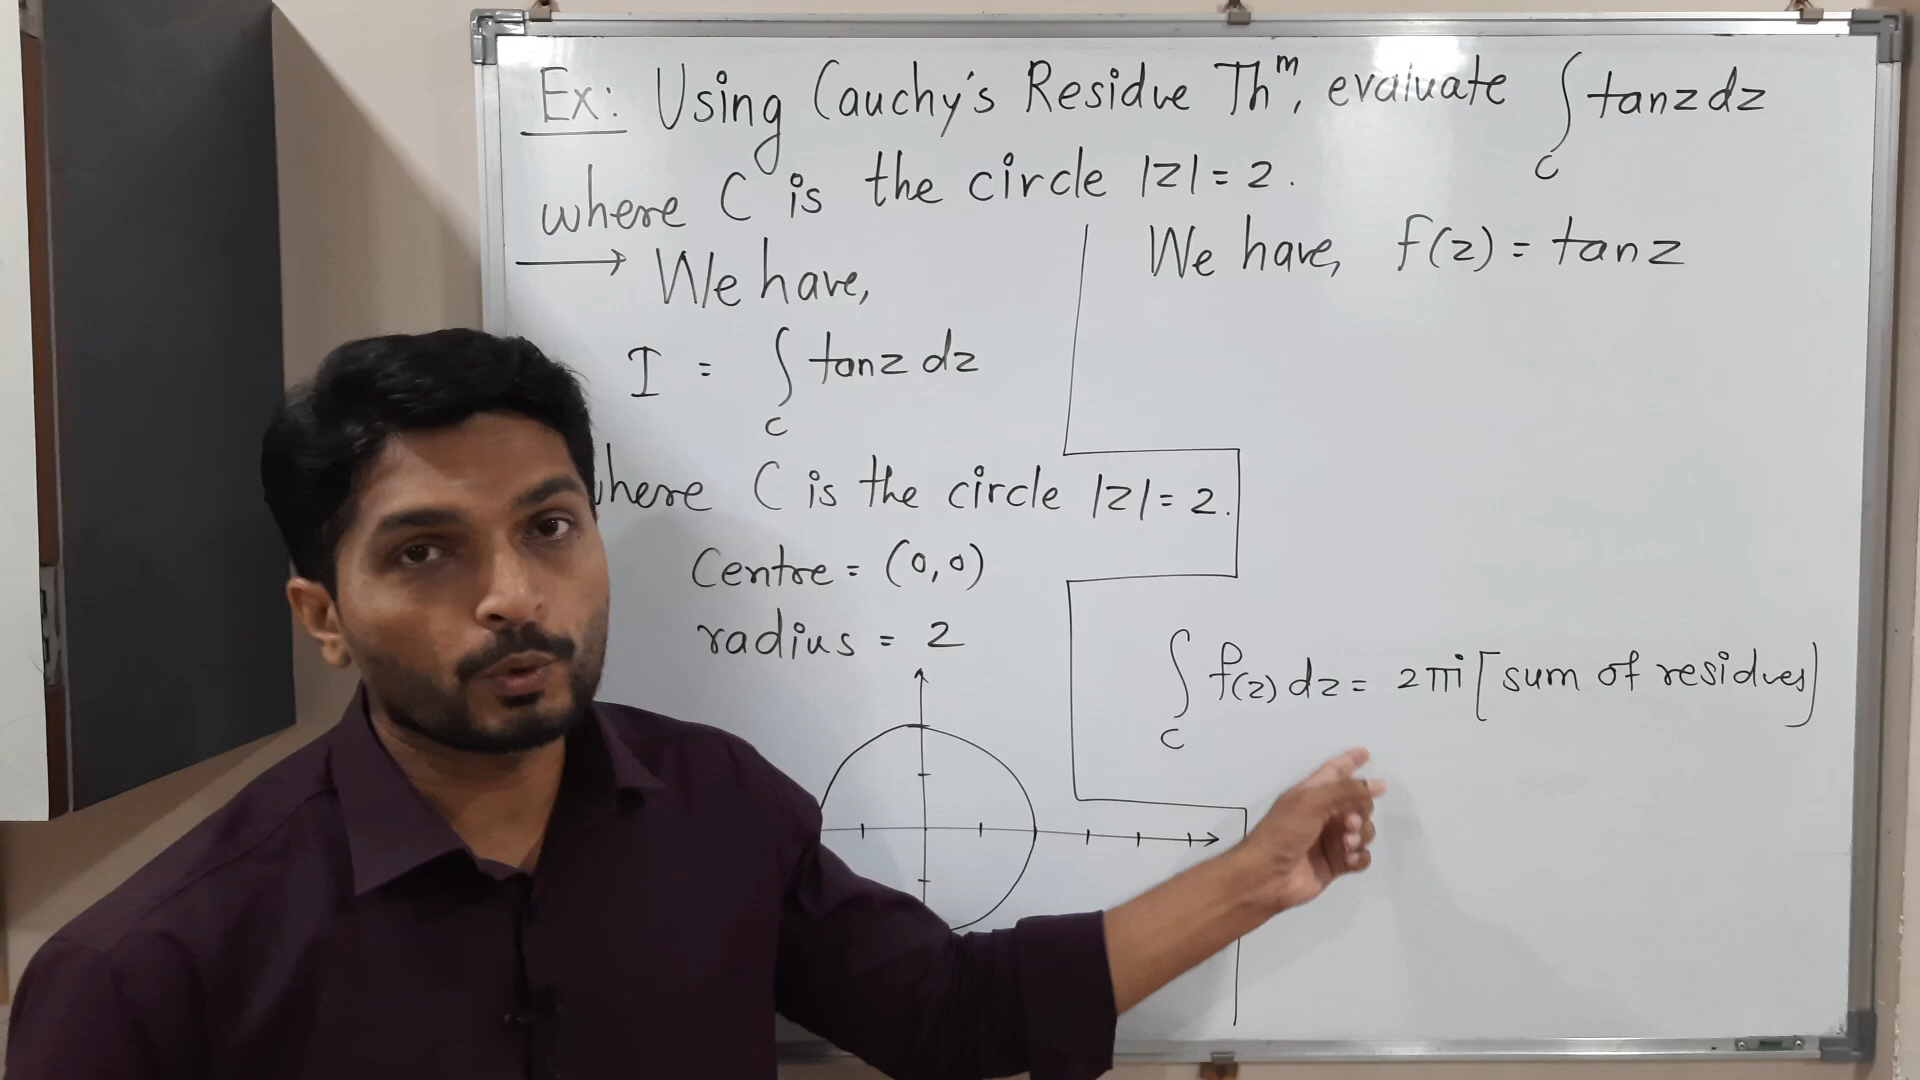 Ex: Using Cauchy's Residue Thᵐ, evaluate ∫ tanz dz
C
where C is the circle |z| = 2.
→ We have,
I = ∫ tanz dz
C
where C is the circle |z| = 2.
Centre = (0,0)
radius = 2
We have, f(z) = tanz
∫ f(z) dz = 2πi [sum of residues]
C